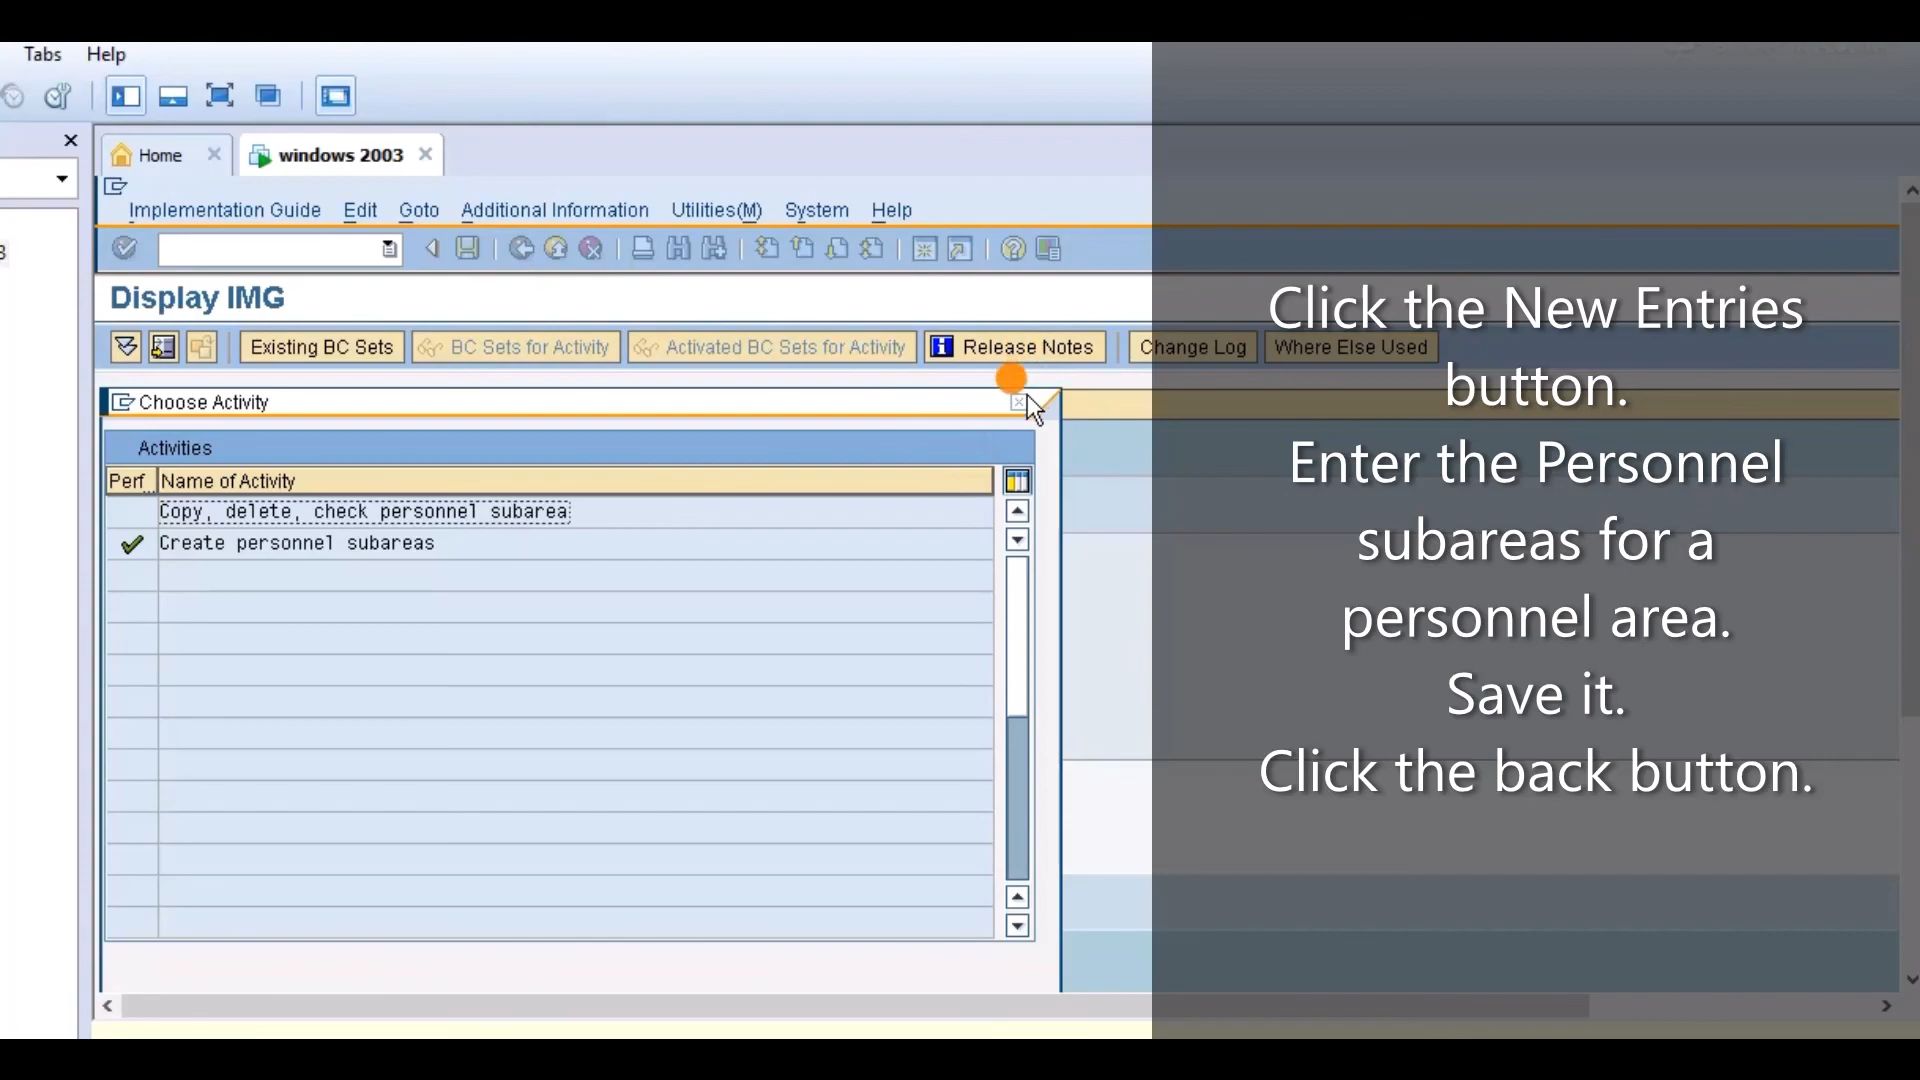 Tabs Help
Home windows 2003
Implementation Guide Edit Goto Additional Information Utilities(M) System Help
Display IMG
Existing BC Sets BC Sets for Activity Activated BC Sets for Activity Release Notes Change Log Where Else Used
Choose Activity
Activities
Perf... Name of Activity
Copy, delete, check personnel subarea
Create personnel subareas
Click the New Entries
button.
Enter the Personnel
subareas for a
personnel area.
Save it.
Click the back button.